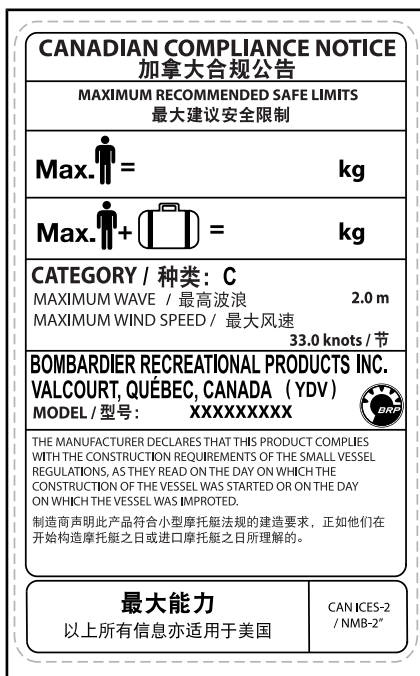 CANADIAN COMPLIANCE NOTICE
加拿大合规公告
MAXIMUM RECOMMENDED SAFE LIMITS
最大建议安全限制
Max. = kg
Max. + = kg
CATEGORY / 种类: C
MAXIMUM WAVE / 最高波浪 2.0 m
MAXIMUM WIND SPEED / 最大风速
33.0 knots / 节
BOMBARDIER RECREATIONAL PRODUCTS INC.
VALCOURT, QUÉBEC, CANADA (YDV)
MODEL / 型号: XXXXXXXXX
BRP
THE MANUFACTURER DECLARES THAT THIS PRODUCT COMPLIES
WITH THE CONSTRUCTION REQUIREMENTS OF THE SMALL VESSEL
REGULATIONS, AS THEY READ ON THE DAY ON WHICH THE
CONSTRUCTION OF THE VESSEL WAS STARTED OR ON THE DAY
ON WHICH THE VESSEL WAS IMPROTED.
制造商声明此产品符合小型摩托艇法规的建造要求，正如他们在
开始构造摩托艇之日或进口摩托艇之日所理解的。
最大能力
以上所有信息亦适用于美国
CAN ICES-2
/ NMB-2"